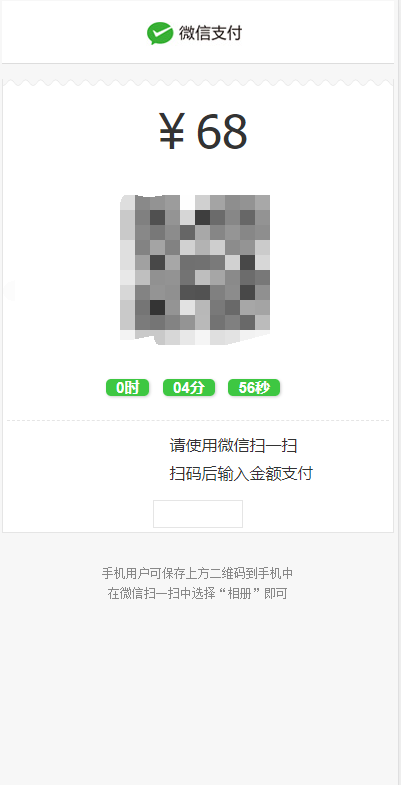 微信支付
￥68
0时 04分 56秒
请使用微信扫一扫
扫码后输入金额支付
手机用户可保存上方二维码到手机中
在微信扫一扫中选择“相册”即可